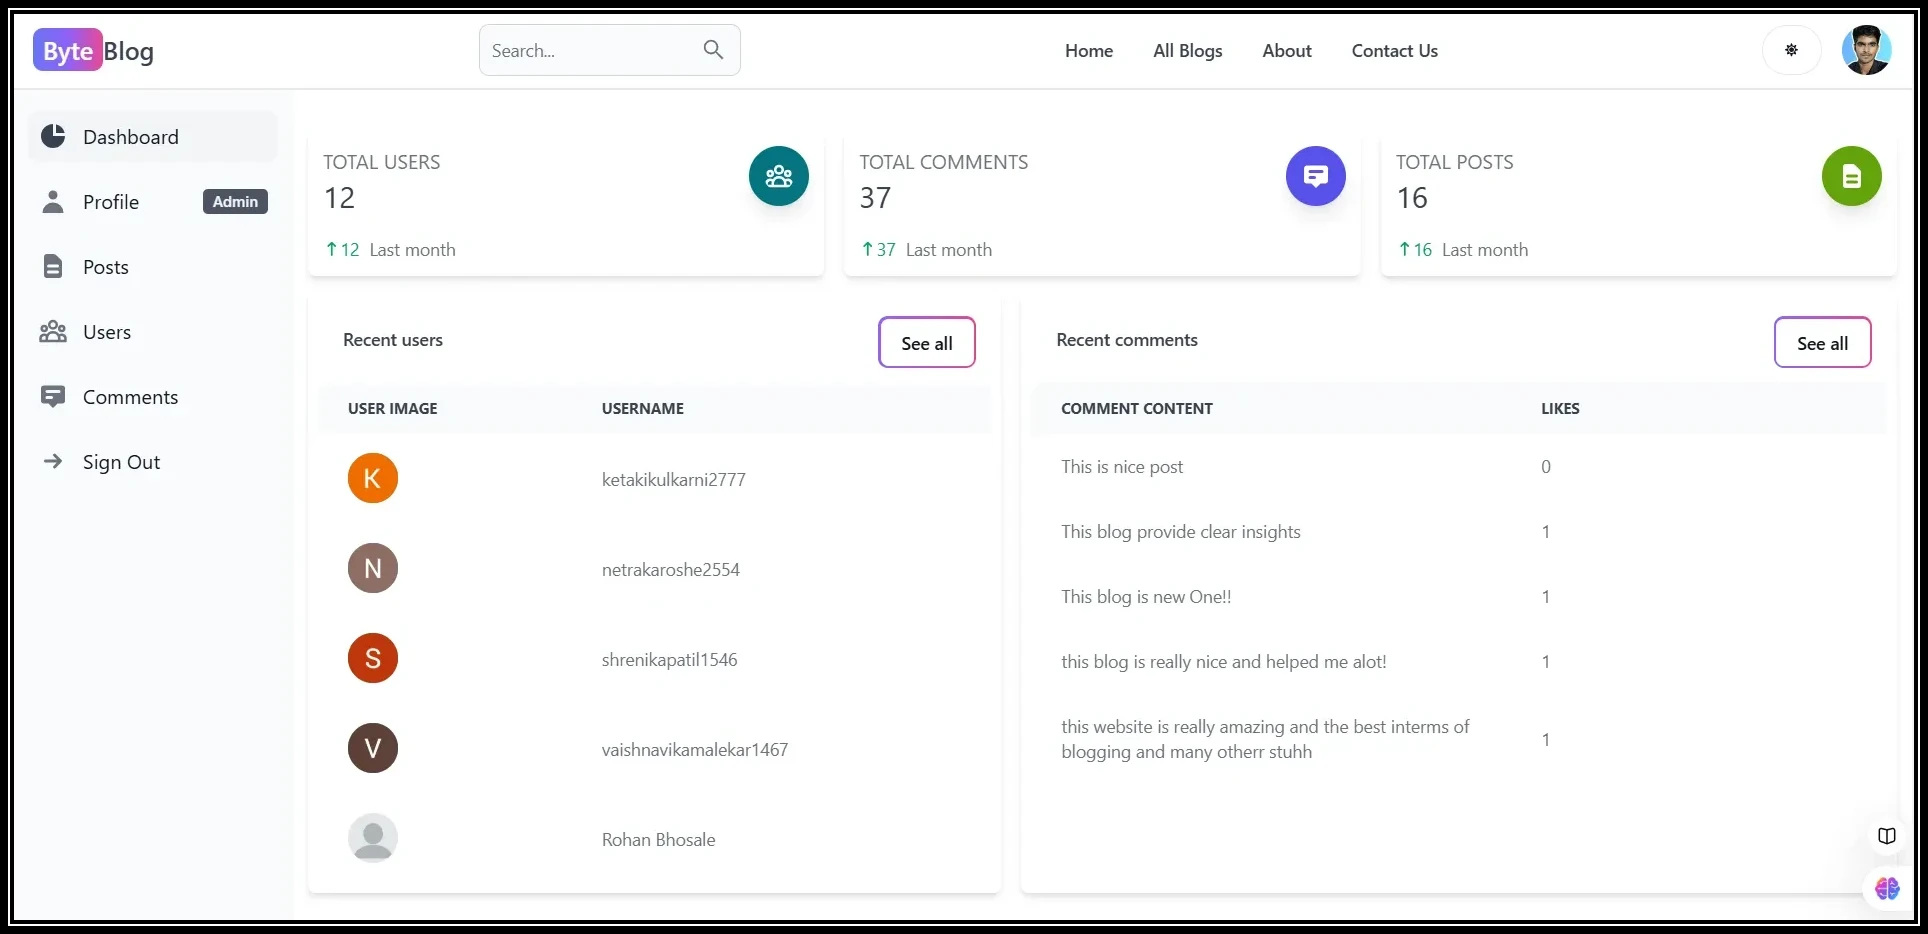 ByteBlog
Search...
Home
All Blogs
About
Contact Us
Dashboard
Profile
Admin
Posts
Users
Comments
Sign Out
TOTAL USERS
12
↑12 Last month
TOTAL COMMENTS
37
↑37 Last month
TOTAL POSTS
16
↑16 Last month
Recent users
See all
USER IMAGE USERNAME
K ketakikulkarni2777
N netrakaroshe2554
S shrenikapatil1546
V vaishnavikamalekar1467
Rohan Bhosale
Recent comments
See all
COMMENT CONTENT LIKES
This is nice post 0
This blog provide clear insights 1
This blog is new One!! 1
this blog is really nice and helped me alot! 1
this website is really amazing and the best interms of
blogging and many otherr stuhh 1